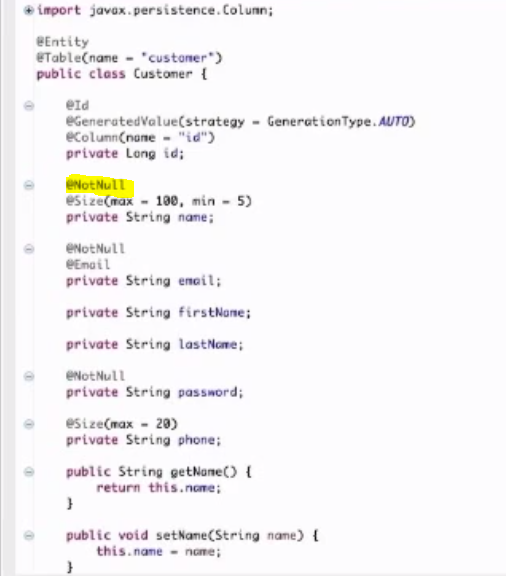 import javax.persistence.Column;
@Entity
@Table(name = "customer")
public class Customer {
@Id
@GeneratedValue(strategy = GenerationType.AUTO)
@Column(name = "id")
private Long id;
@NotNull
@Size(max = 100, min = 5)
private String name;
@NotNull
@Email
private String email;
private String firstName;
private String lastName;
@NotNull
private String password;
@Size(max = 20)
private String phone;
public String getName() {
return this.name;
}
public void setName(String name) {
this.name = name;
}